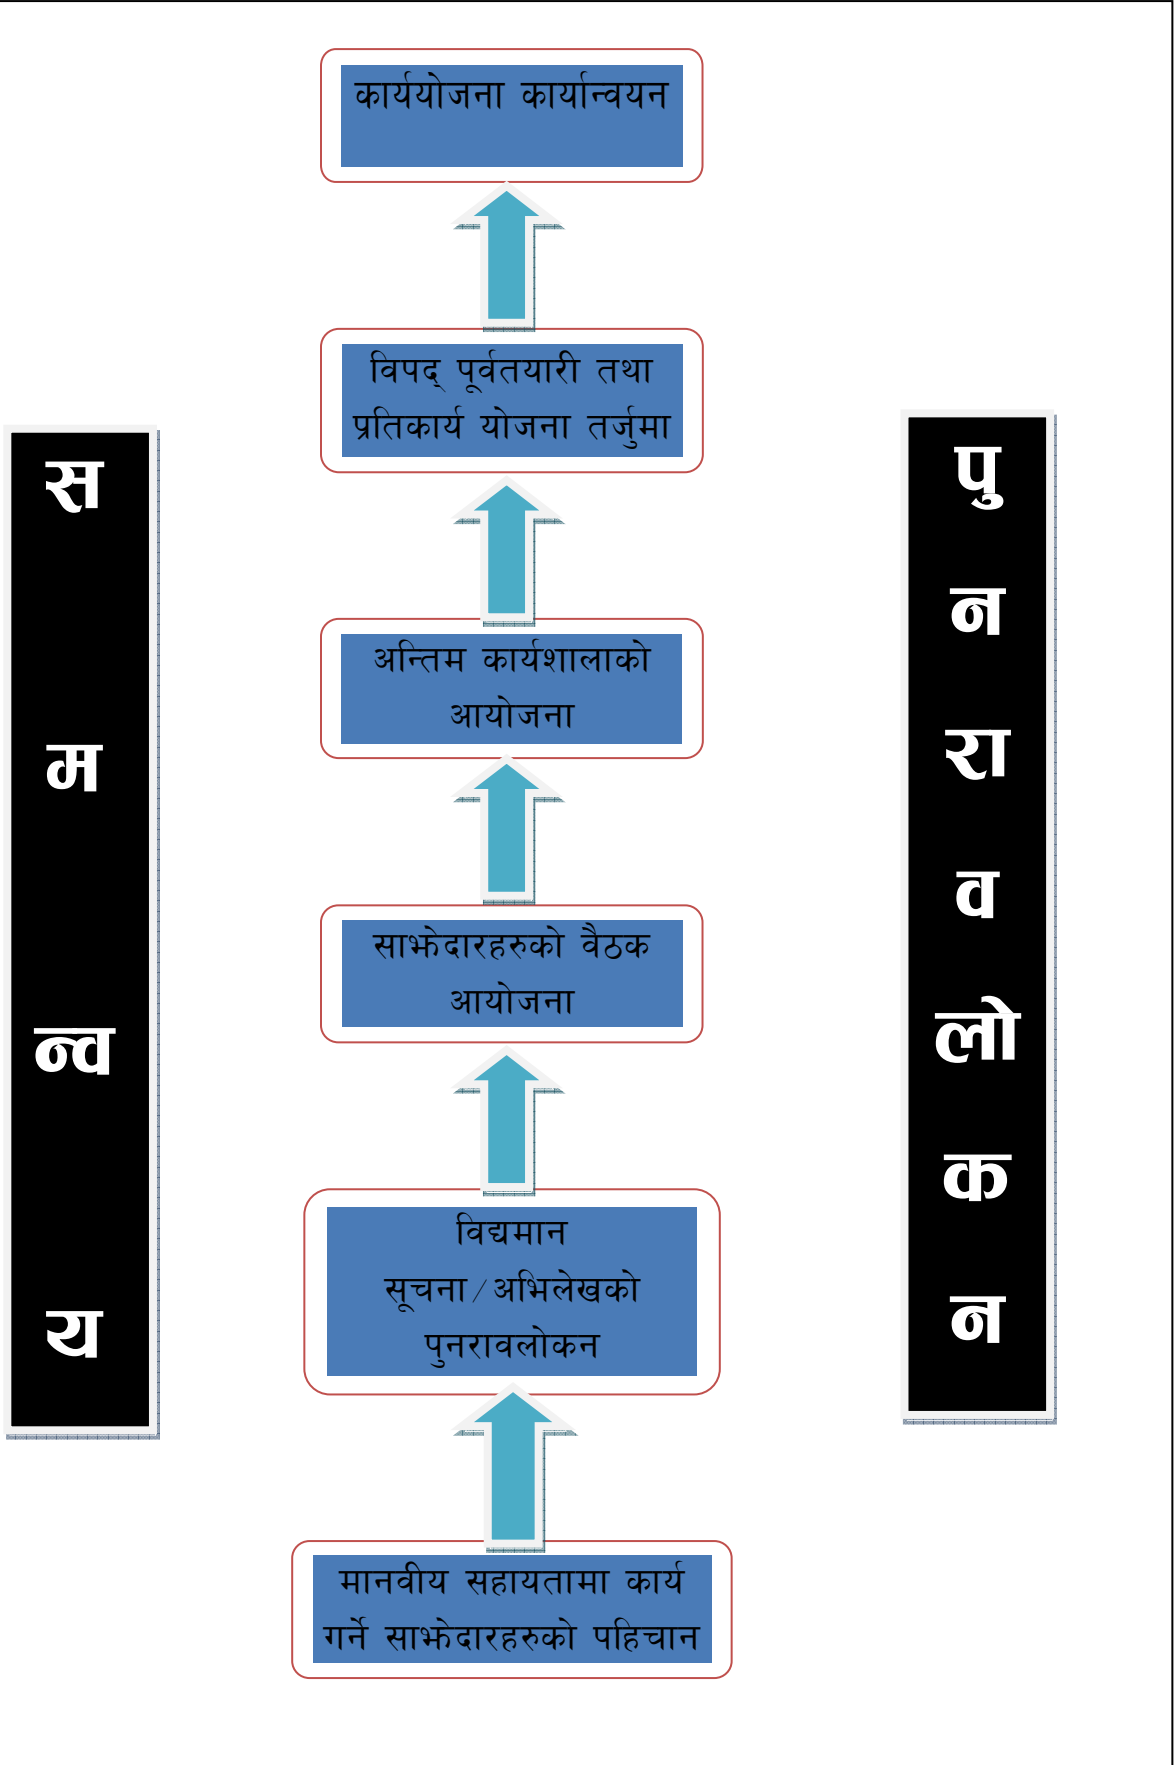 कार्ययोजना कार्यान्वयन
विपद् पूर्वतयारी तथा
प्रतिकार्य योजना तर्जुमा
अन्तिम कार्यशालाको
आयोजना
साझेदारहरुको वैठक
आयोजना
विद्यमान
सूचना/अभिलेखको
पुनरावलोकन
मानवीय सहायतामा कार्य
गर्ने साझेदारहरुको पहिचान
स
म
न्व
य
पु
न
रा
व
लो
क
न